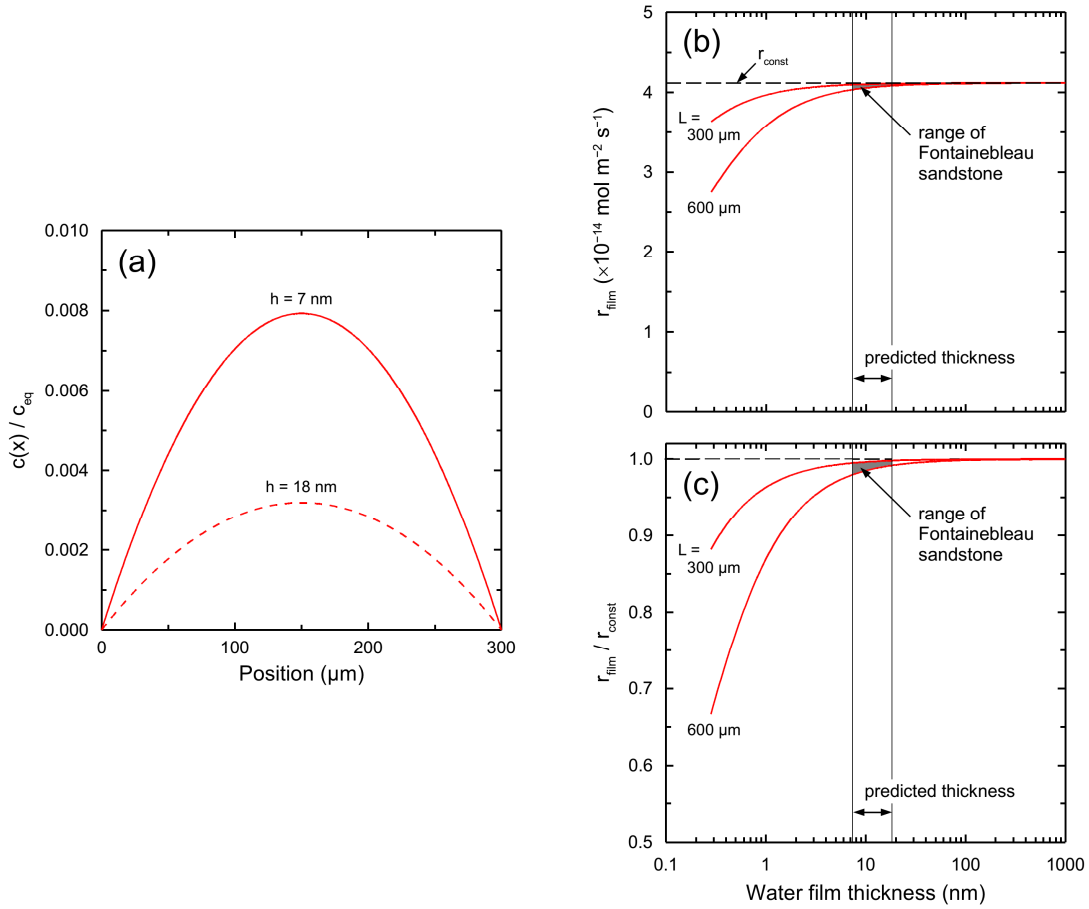 (a)
0.010
0.008
0.006
0.004
0.002
0.000
c(x) / c_eq
h = 7 nm
h = 18 nm
0
100
200
300
Position (µm)
(b)
5
4
3
2
1
0
r_film (×10⁻¹⁴ mol m⁻² s⁻¹)
r_const
L =
300 µm
600 µm
range of
Fontainebleau
sandstone
predicted thickness
(c)
1.0
0.9
0.8
0.7
0.6
0.5
r_film / r_const
L =
300 µm
600 µm
range of
Fontainebleau
sandstone
predicted thickness
0.1
1
10
100
1000
Water film thickness (nm)